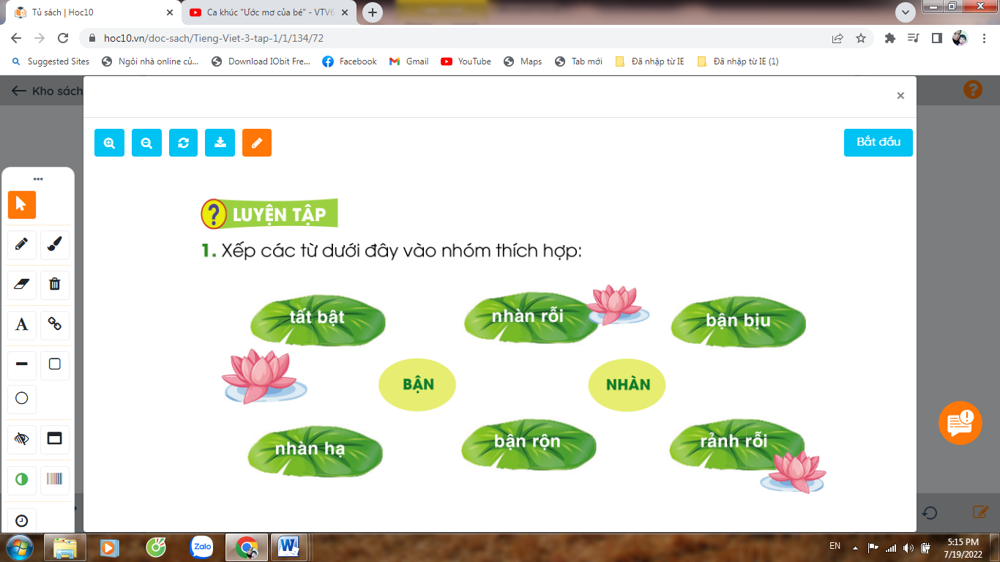 Tủ sách | Hoc10
Ca khúc "Ước mơ của bé" - VTV6
hoc10.vn/doc-sach/Tieng-Viet-3-tap-1/1/134/72
Suggested Sites
Ngôi nhà online củ...
Download IObit Fre...
Facebook
Gmail
YouTube
Maps
Tab mới
Đã nhập từ IE
Đã nhập từ IE (1)
Kho sách
Bắt đầu
? LUYỆN TẬP
1. Xếp các từ dưới đây vào nhóm thích hợp:
tất bật
nhàn rỗi
bận bịu
BẬN
NHÀN
nhàn hạ
bận rộn
rảnh rỗi
A
Zalo
W
EN
5:15 PM
7/19/2022